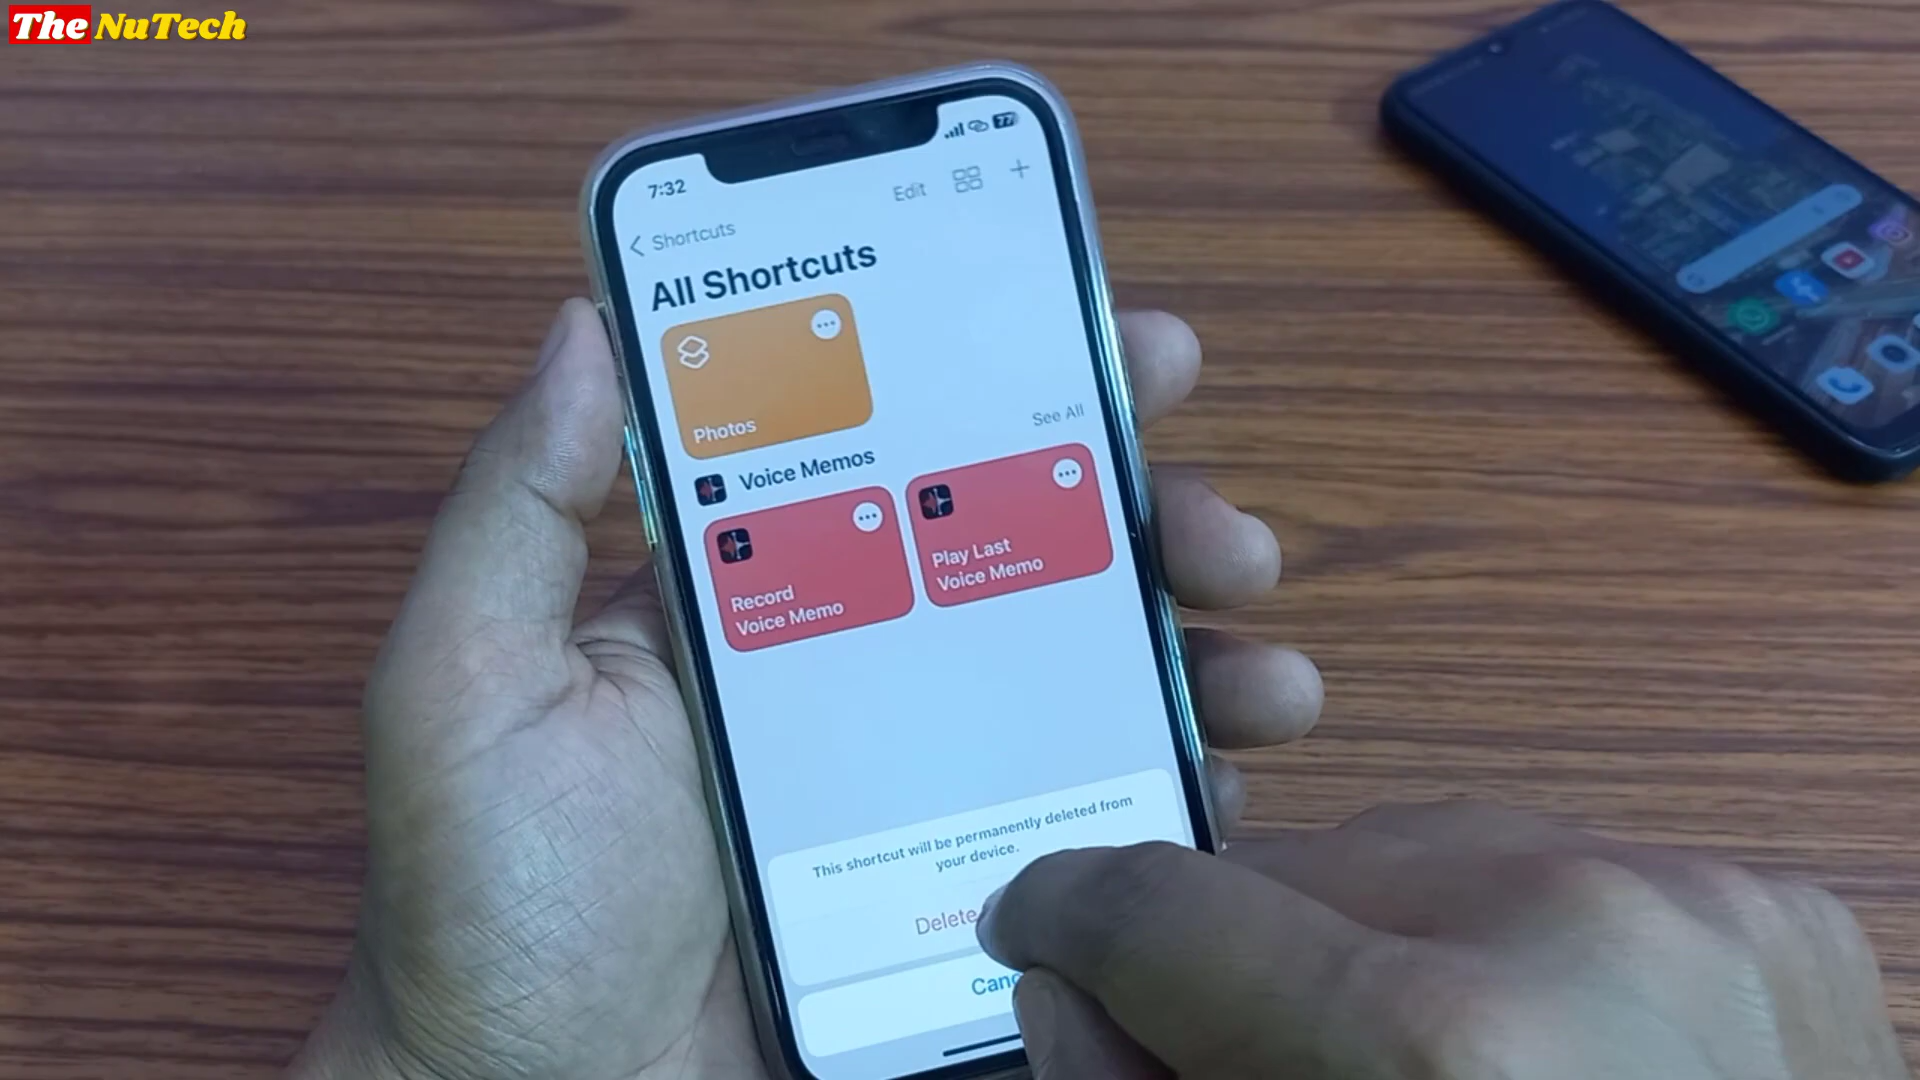 The NuTech
7:32
77
Edit
Shortcuts
All Shortcuts
Photos
See All
Voice Memos
Record
Voice Memo
Play Last
Voice Memo
This shortcut will be permanently deleted from
your device.
Delete